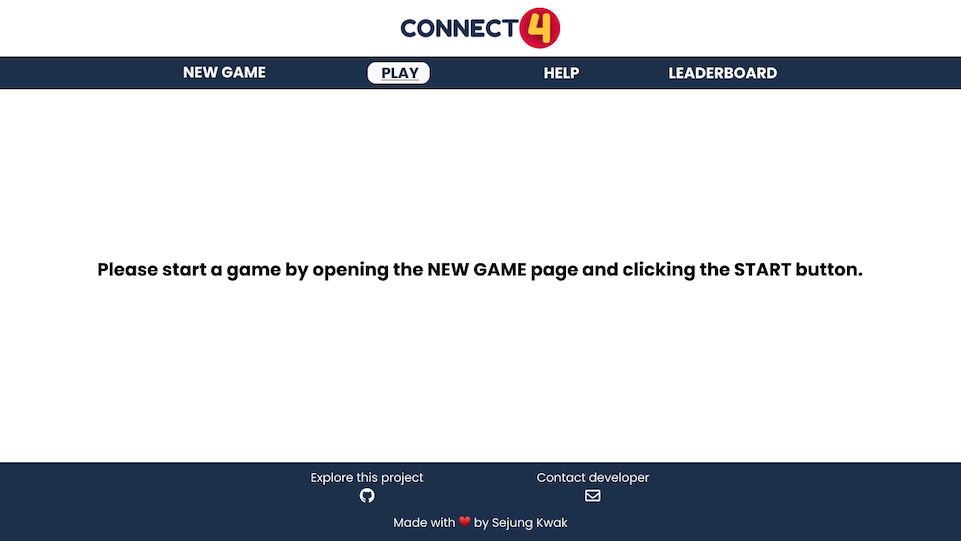 CONNECT4
NEW GAME PLAY HELP LEADERBOARD
Please start a game by opening the NEW GAME page and clicking the START button.
Explore this project Contact developer
Made with ❤️ by Sejung Kwak